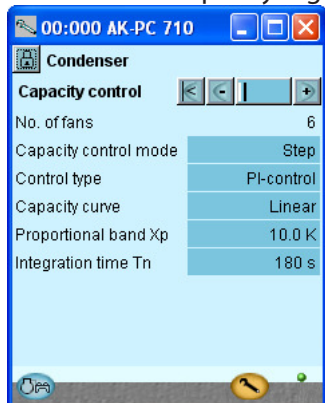 00:000 AK-PC 710
Condenser
Capacity control
No. of fans 6
Capacity control mode Step
Control type PI-control
Capacity curve Linear
Proportional band Xp 10.0 K
Integration time Tn 180 s